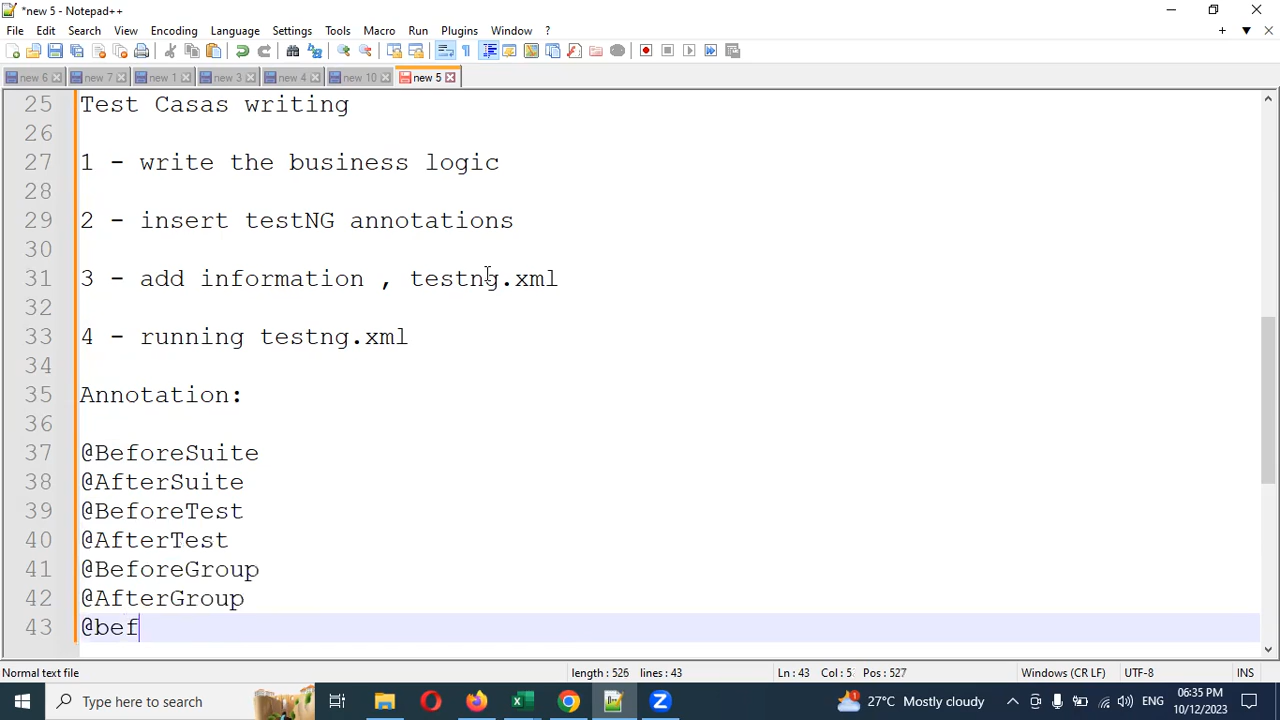 *new 5 - Notepad++
File Edit Search View Encoding Language Settings Tools Macro Run Plugins Window ?
new 6 new 7 new 1 new 3 new 4 new 10 new 5
25 Test Casas writing
26
27 1 - write the business logic
28
29 2 - insert testNG annotations
30
31 3 - add information , testng.xml
32
33 4 - running testng.xml
34
35 Annotation:
36
37 @BeforeSuite
38 @AfterSuite
39 @BeforeTest
40 @AfterTest
41 @BeforeGroup
42 @AfterGroup
43 @bef
Normal text file length : 526 lines : 43 Ln : 43 Col : 5 Pos : 527 Windows (CR LF) UTF-8 INS
Type here to search 27°C Mostly cloudy ENG 06:35 PM
10/12/2023